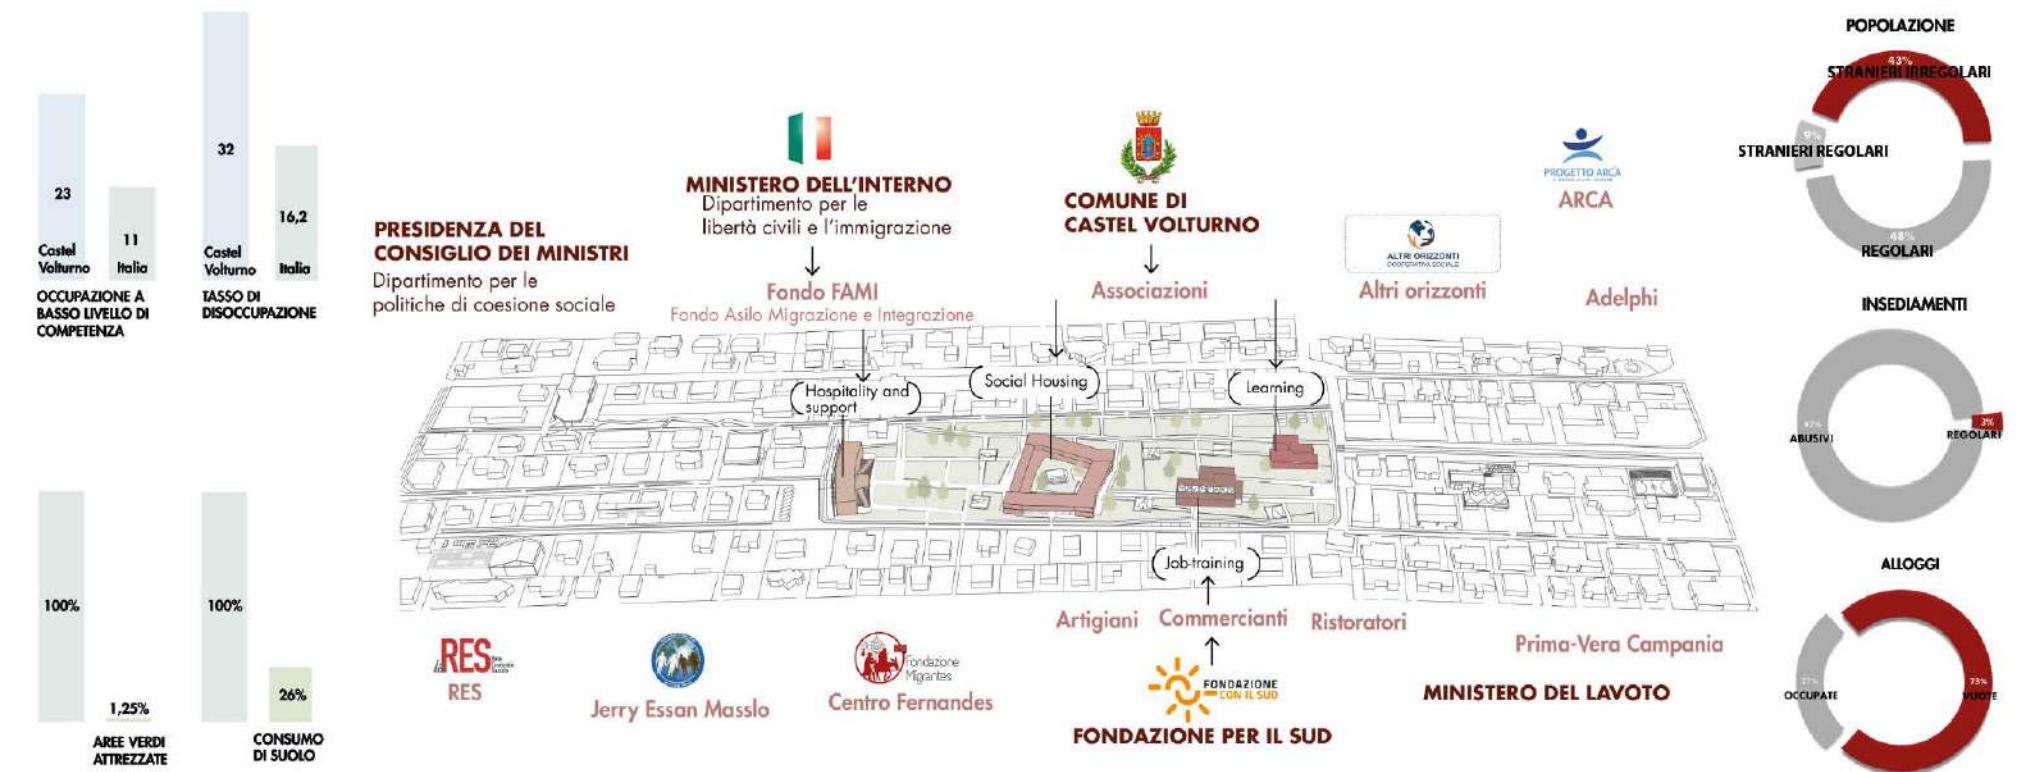 23
Castel
Volturno
11
Italia
OCCUPAZIONE A
BASSO LIVELLO DI
COMPETENZA
32
Castel
Volturno
16,2
Italia
TASSO DI
DISOCCUPAZIONE
100%
1,25%
AREE VERDI
ATTREZZATE
100%
26%
CONSUMO
DI SUOLO
PRESIDENZA DEL
CONSIGLIO DEI MINISTRI
Dipartimento per le
politiche di coesione sociale
MINISTERO DELL'INTERNO
Dipartimento per le
libertà civili e l'immigrazione
Fondo FAMI
Fondo Asilo Migrazione e Integrazione
COMUNE DI
CASTEL VOLTURNO
Associazioni
ALTRI ORIZZONTI
COOPERATIVA SOCIALE
Altri orizzonti
PROGETTO ARCA
ARCA
Adelphi
Hospitality and
support
Social Housing
Learning
Job-training
Artigiani
Commercianti
Ristoratori
la RES
RES
Jerry Essan Masslo
Fondazione
Migrantes
Centro Fernandes
FONDAZIONE
CON IL SUD
FONDAZIONE PER IL SUD
Prima-Vera Campania
MINISTERO DEL LAVOTO
POPOLAZIONE
43%
STRANIERI IRREGOLARI
9%
STRANIERI REGOLARI
48%
REGOLARI
INSEDIAMENTI
97%
ABUSIVI
3%
REGOLARI
ALLOGGI
27%
OCCUPATE
73%
VUOTE